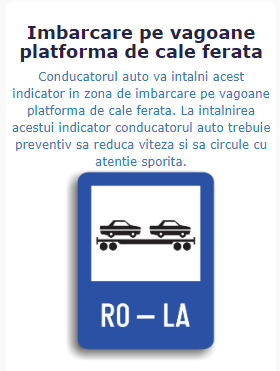 Imbarcare pe vagoane
platforma de cale ferata
Conducatorul auto va intalni acest
indicator in zona de imbarcare pe vagoane
platforma de cale ferata. La intalnirea
acestui indicator conducatorul auto trebuie
preventiv sa reduca viteza si sa circule cu
atentie sporita.
RO – LA